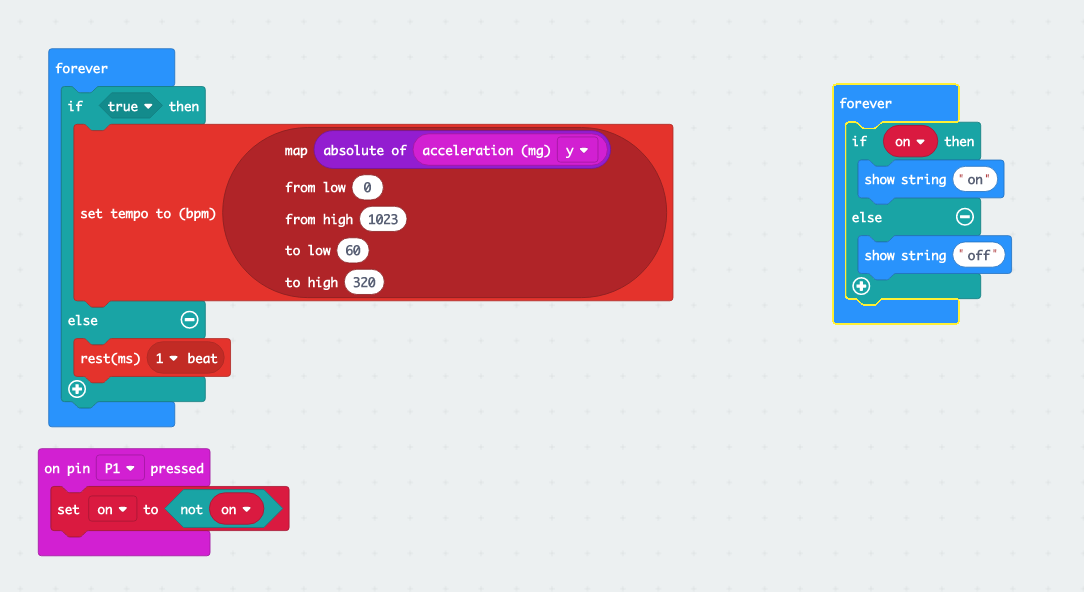 forever
if true then
set tempo to (bpm) map absolute of acceleration (mg) y
from low 0
from high 1023
to low 60
to high 320
else
rest(ms) 1 beat
on pin P1 pressed
set on to not on
forever
if on then
show string "on"
else
show string "off"